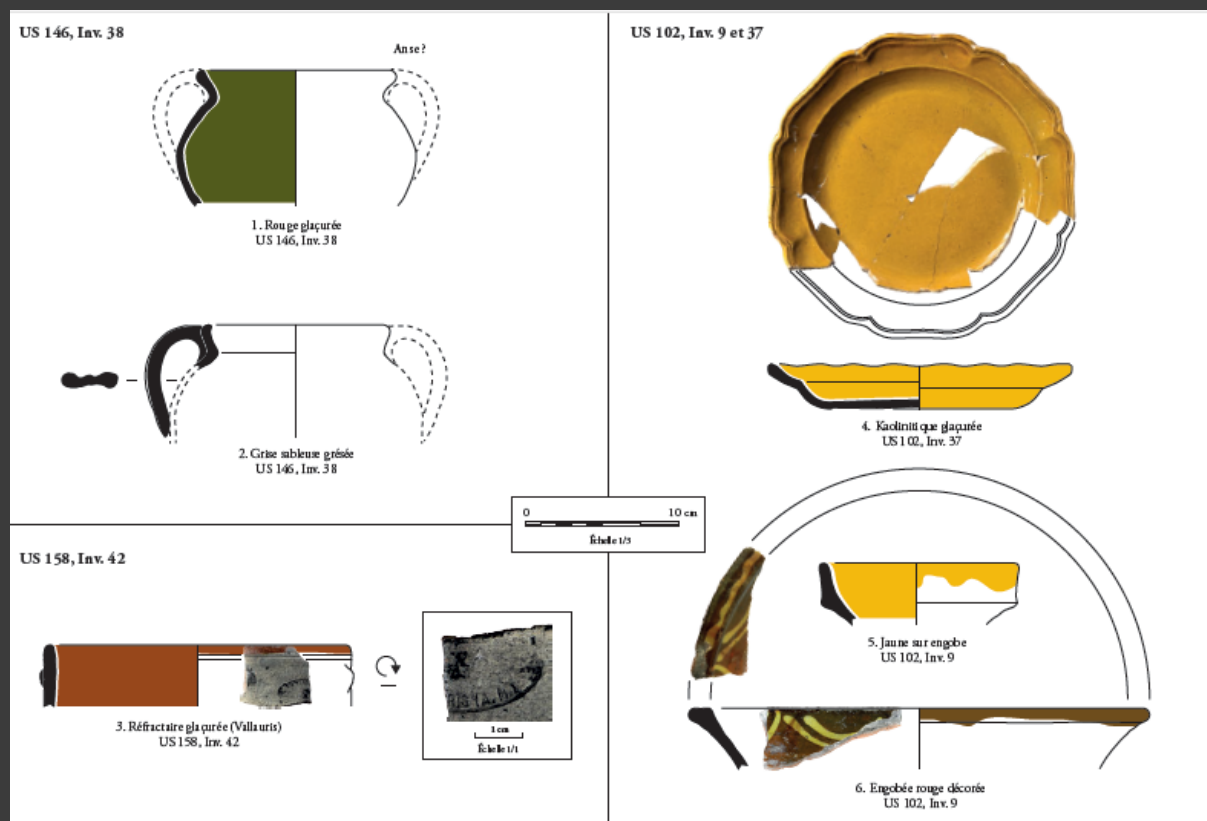 US 146, Inv. 38
Anse ?
1. Rouge glaçurée
US 146, Inv. 38
2. Grise sableuse grésée
US 146, Inv. 38
0 10 cm
Échelle 1/3
US 158, Inv. 42
3. Réfractaire glaçurée (Vallauris)
US 158, Inv. 42
RIS (A.M.)
1 cm
Échelle 1/1
US 102, Inv. 9 et 37
4. Kaolinitique glaçurée
US 102, Inv. 37
5. Jaune sur engobe
US 102, Inv. 9
6. Engobée rouge décorée
US 102, Inv. 9